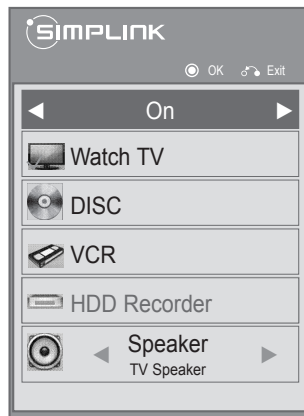 SIMPLINK
OK Exit
On
Watch TV
DISC
VCR
HDD Recorder
Speaker
TV Speaker